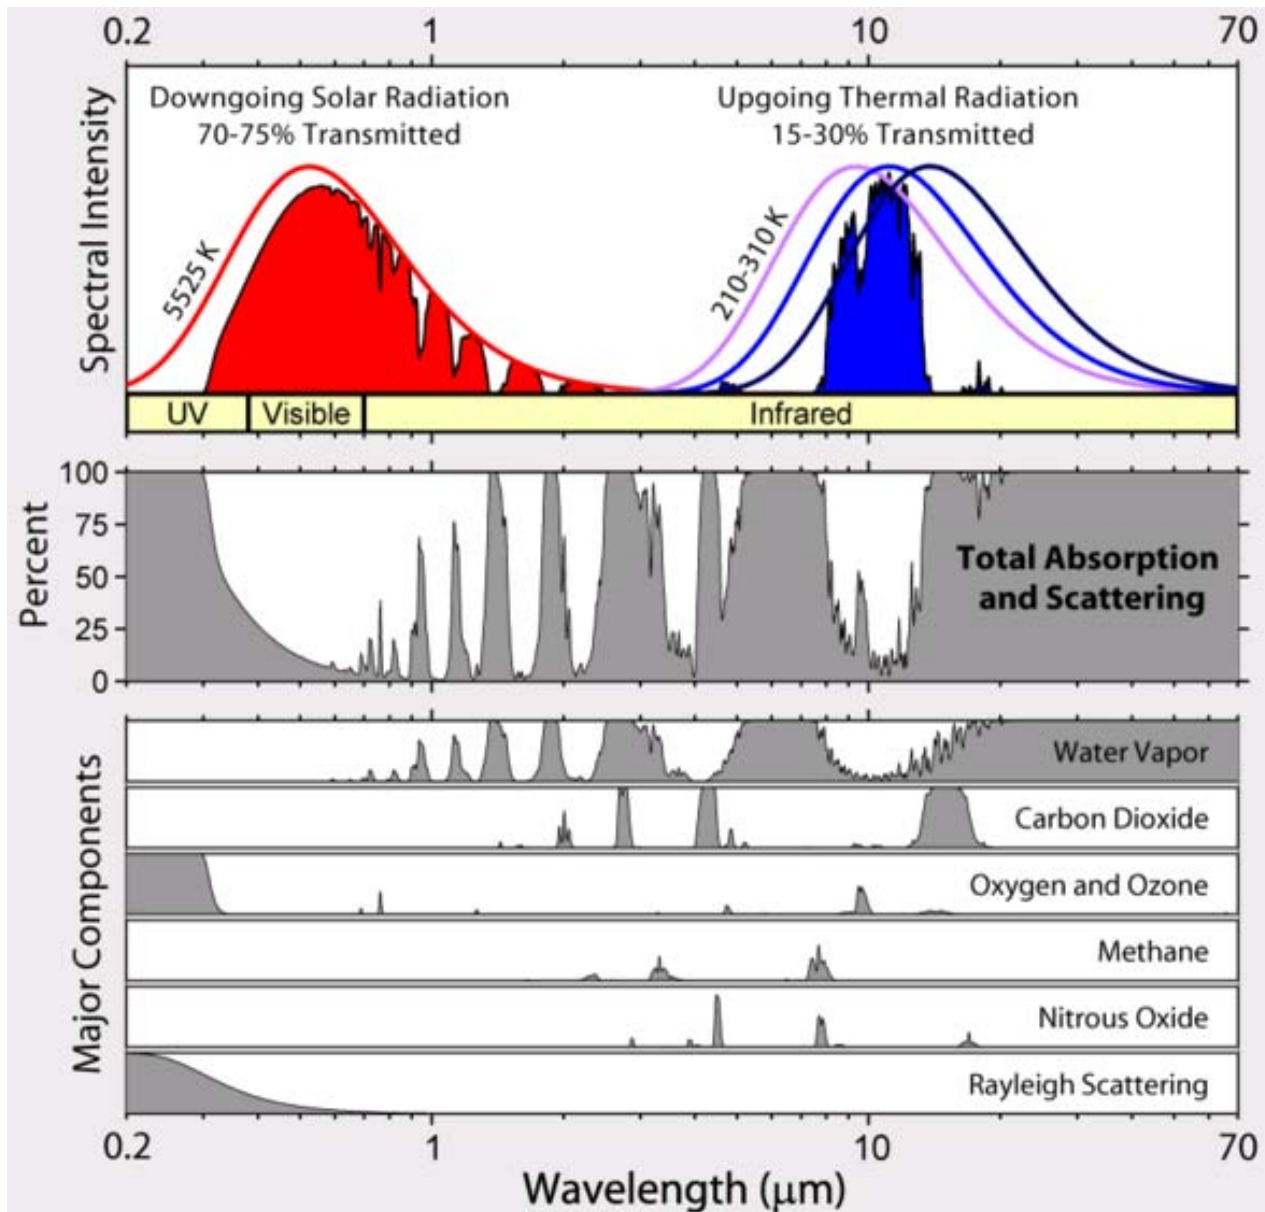 0.2 1 10 70
Spectral Intensity
Downgoing Solar Radiation
70-75% Transmitted
Upgoing Thermal Radiation
15-30% Transmitted
5525 K
210-310 K
UV Visible Infrared
Percent
100
75
50
25
0
Total Absorption
and Scattering
Major Components
Water Vapor
Carbon Dioxide
Oxygen and Ozone
Methane
Nitrous Oxide
Rayleigh Scattering
0.2 1 10 70
Wavelength (μm)